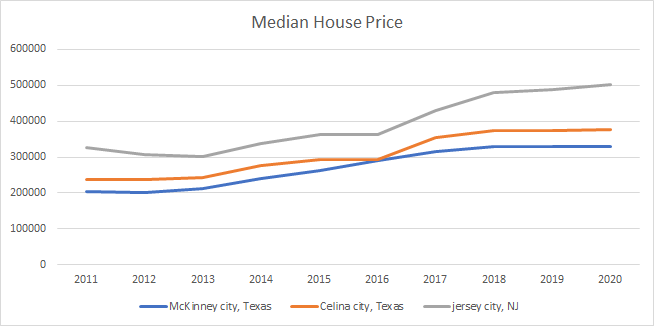 Median House Price
600000
500000
400000
300000
200000
100000
0
2011 2012 2013 2014 2015 2016 2017 2018 2019 2020
McKinney city, Texas Celina city, Texas jersey city, NJ